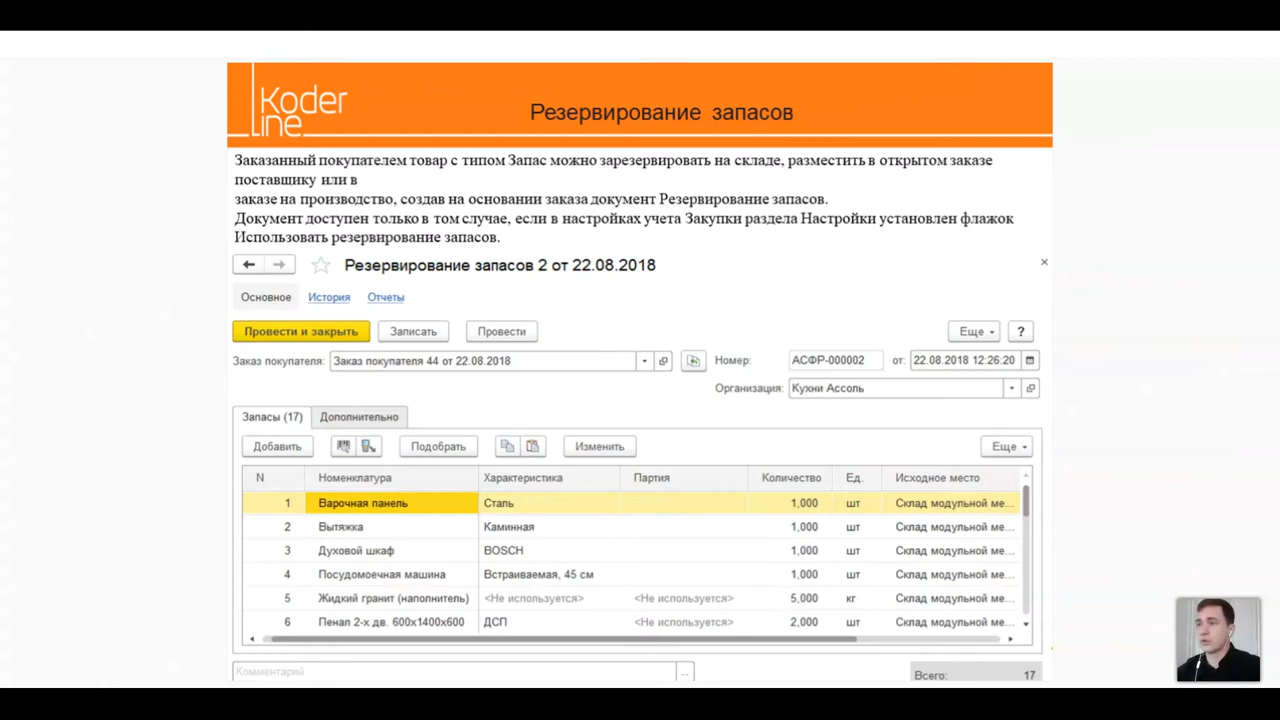 Koder
line
Резервирование запасов
Заказанный покупателем товар с типом Запас можно зарезервировать на складе, разместить в открытом заказе
поставщику или в
заказе на производство, создав на основании заказа документ Резервирование запасов.
Документ доступен только в том случае, если в настройках учета Закупки раздела Настройки установлен флажок
Использовать резервирование запасов.
Резервирование запасов 2 от 22.08.2018
Основное История Отчеты
Провести и закрыть Записать Провести Еще ?
Заказ покупателя: Заказ покупателя 44 от 22.08.2018 Номер: АСФР-000002 от: 22.08.2018 12:26:20
Организация: Кухни Ассоль
Запасы (17) Дополнительно
Добавить Подобрать Изменить Еще
N Номенклатура Характеристика Партия Количество Ед. Исходное место
1 Варочная панель Сталь 1,000 шт Склад модульной ме...
2 Вытяжка Каминная 1,000 шт Склад модульной ме...
3 Духовой шкаф BOSCH 1,000 шт Склад модульной ме...
4 Посудомоечная машина Встраиваемая, 45 см 1,000 шт Склад модульной ме...
5 Жидкий гранит (наполнитель) <Не используется> <Не используется> 5,000 кг Склад модульной ме...
6 Пенал 2-х дв. 600х1400х600 ДСП <Не используется> 2,000 шт Склад модульной ме...
Комментарий ... Всего: 17